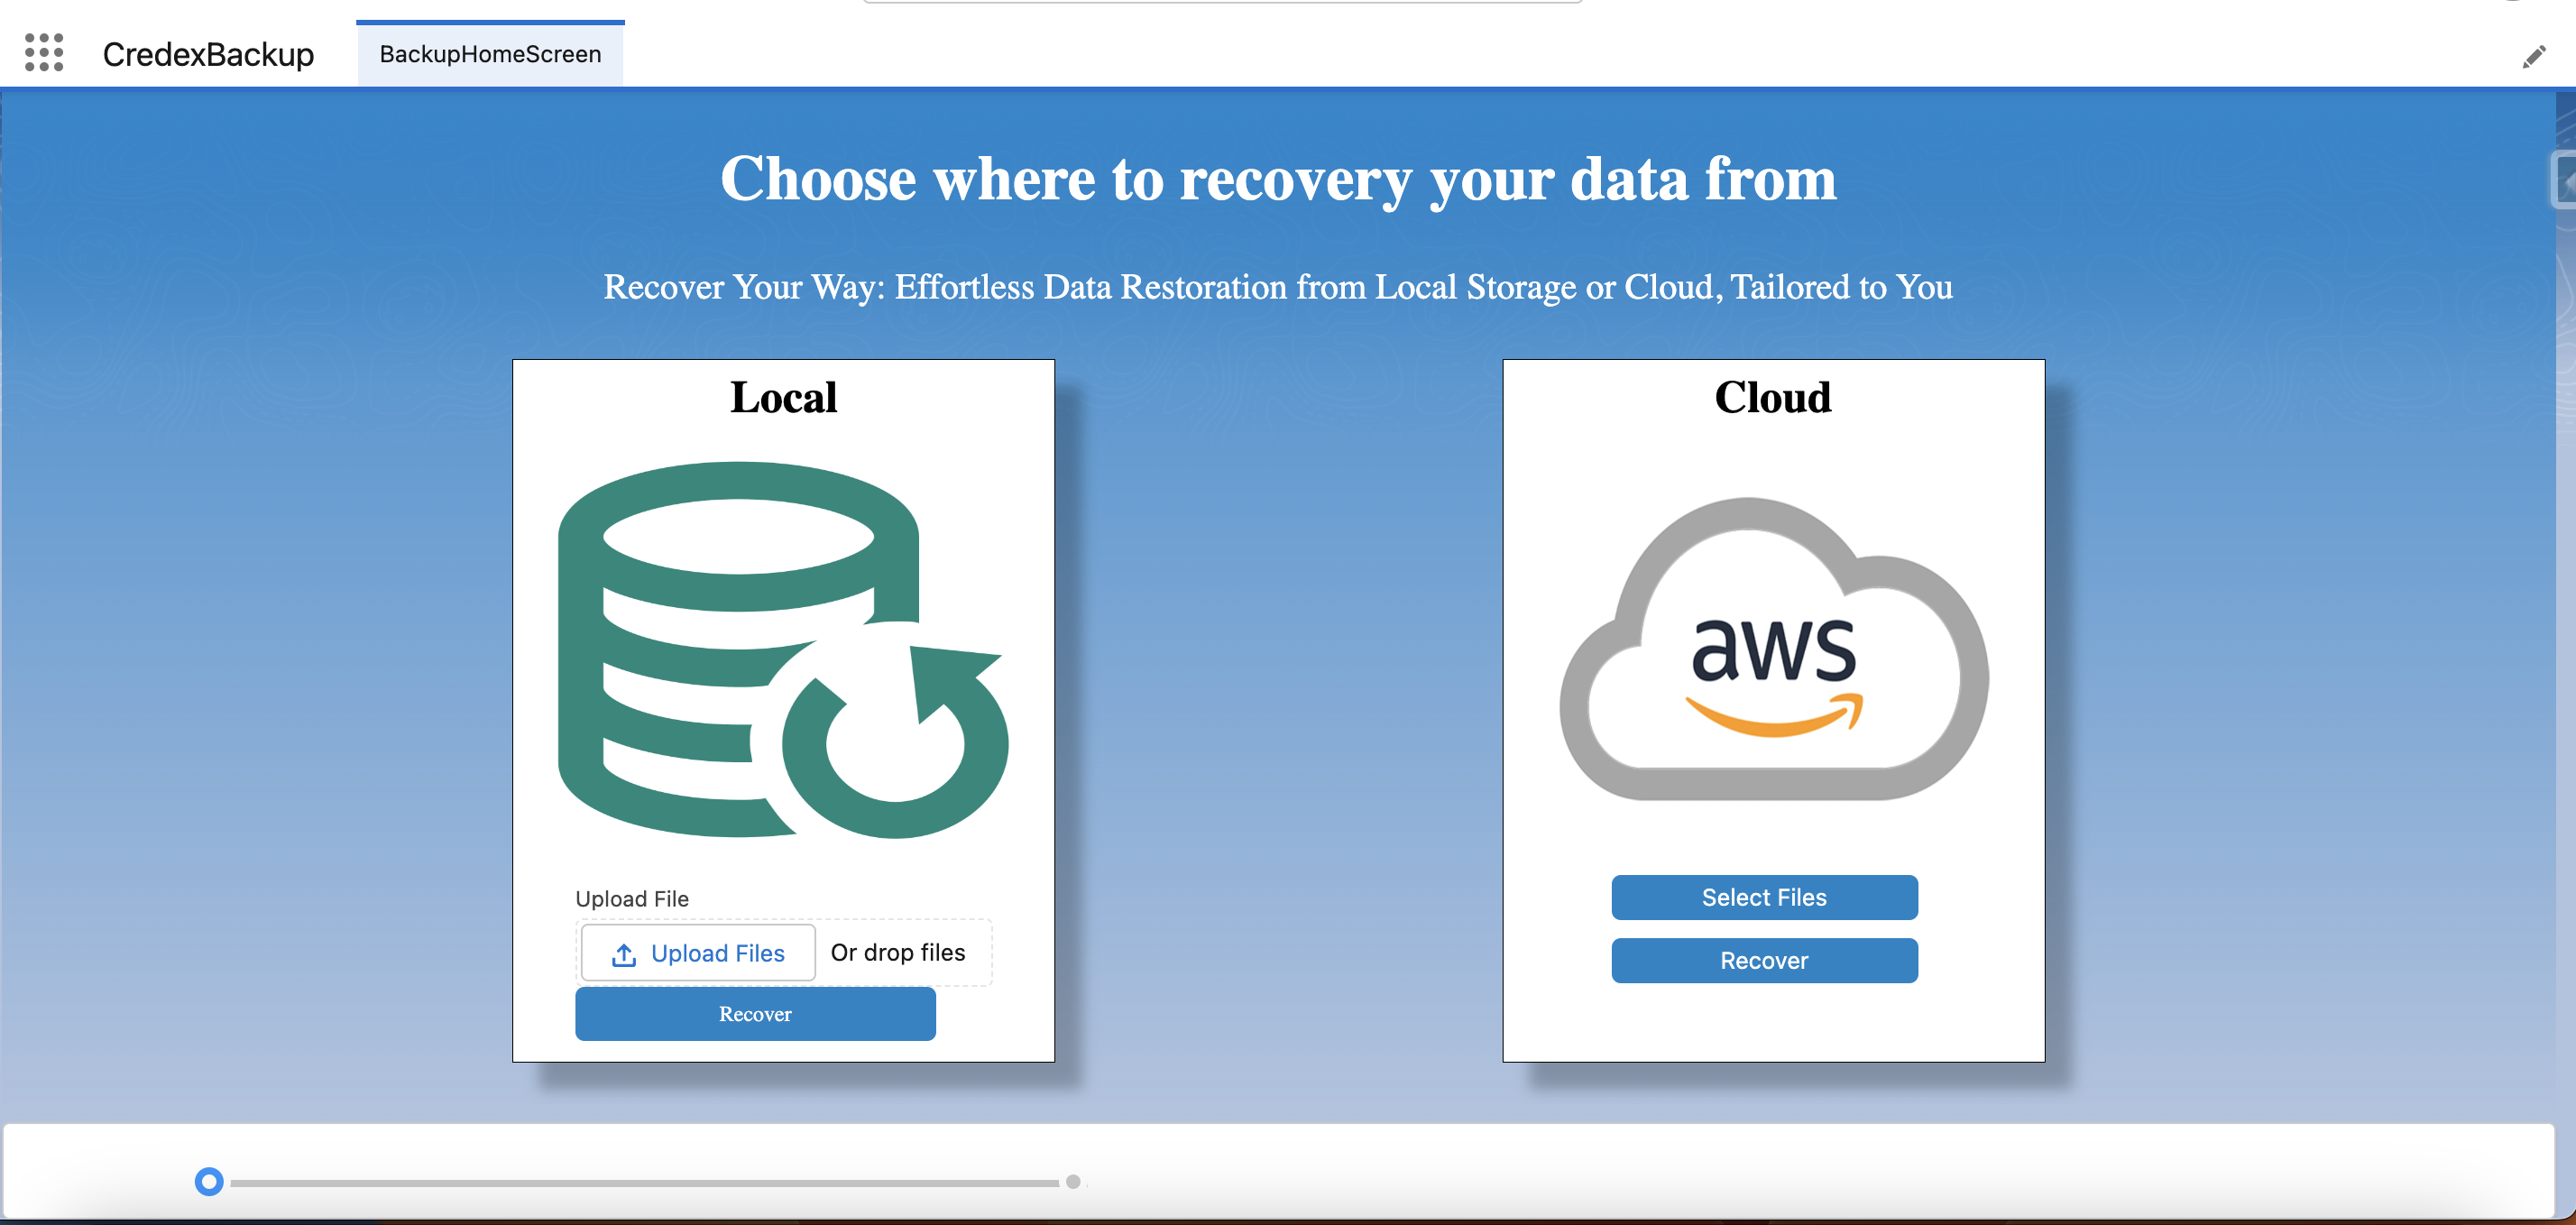 CredexBackup
BackupHomeScreen
Choose where to recovery your data from
Recover Your Way: Effortless Data Restoration from Local Storage or Cloud, Tailored to You
Local
Upload File
Upload Files
Or drop files
Recover
Cloud
aws
Select Files
Recover